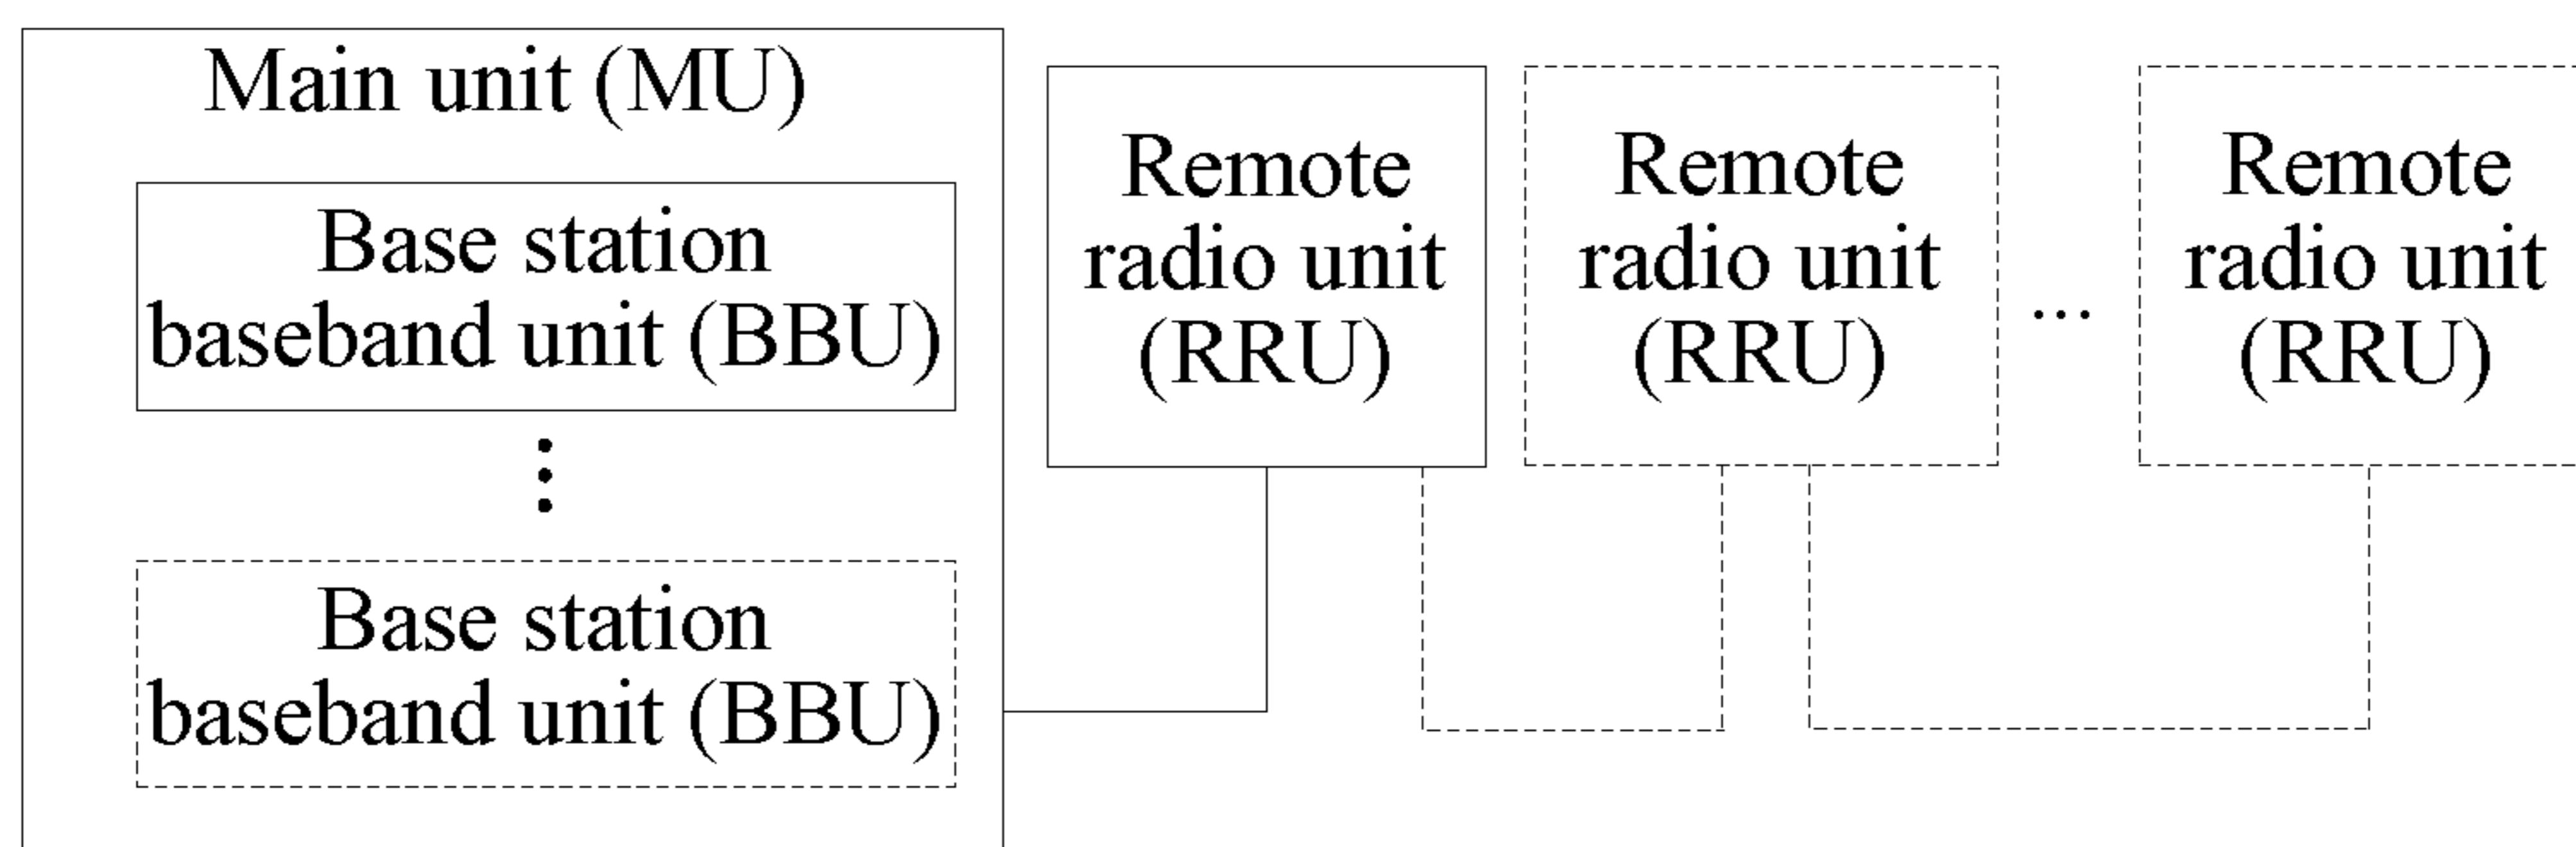 Main unit (MU)
Base station
baseband unit (BBU)
⋮
Base station
baseband unit (BBU)
Remote
radio unit
(RRU)
Remote
radio unit
(RRU)
...
Remote
radio unit
(RRU)